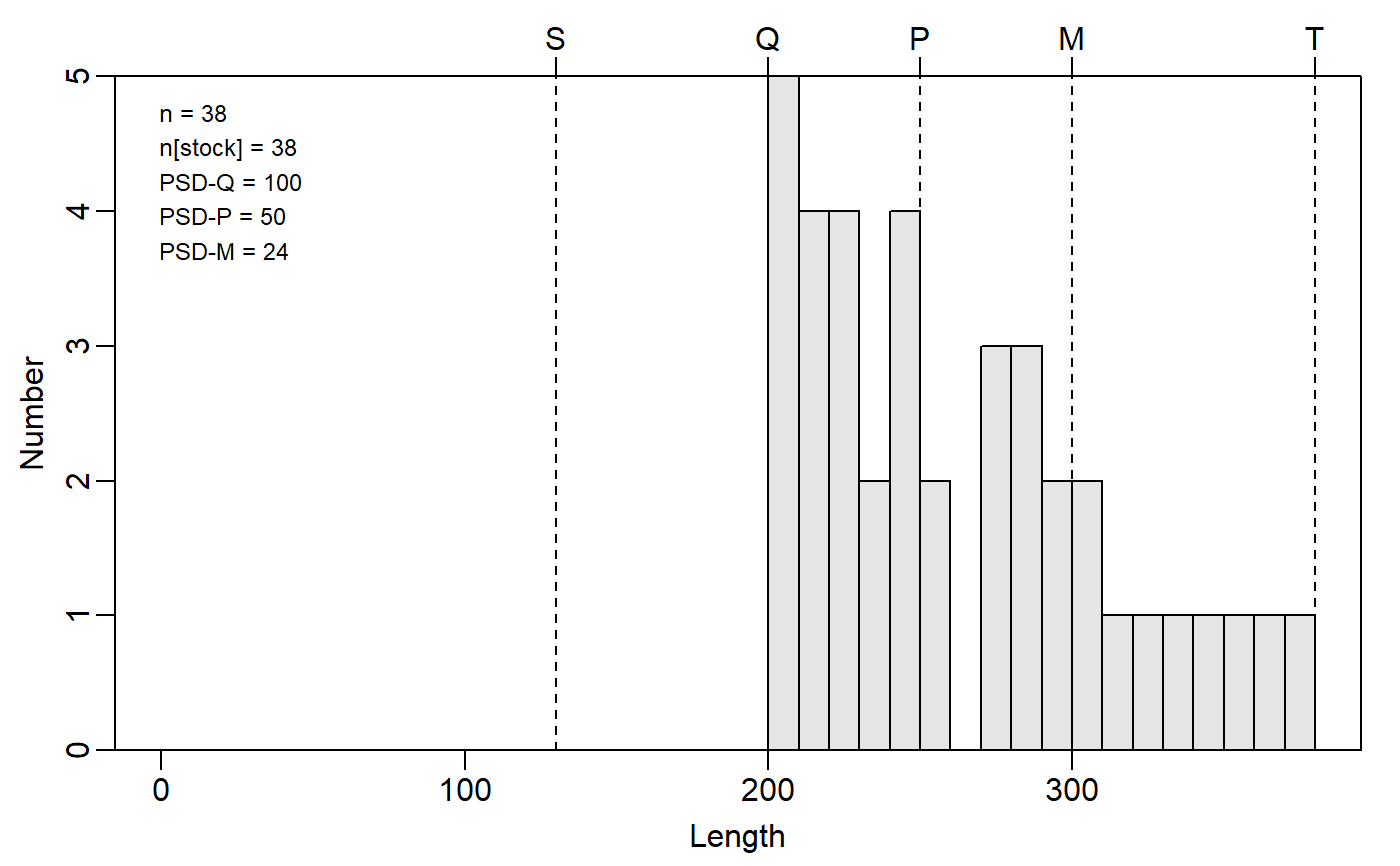 S Q P M T
n = 38
n[stock] = 38
PSD-Q = 100
PSD-P = 50
PSD-M = 24
5
4
3
2
1
0
Number
0 100 200 300
Length